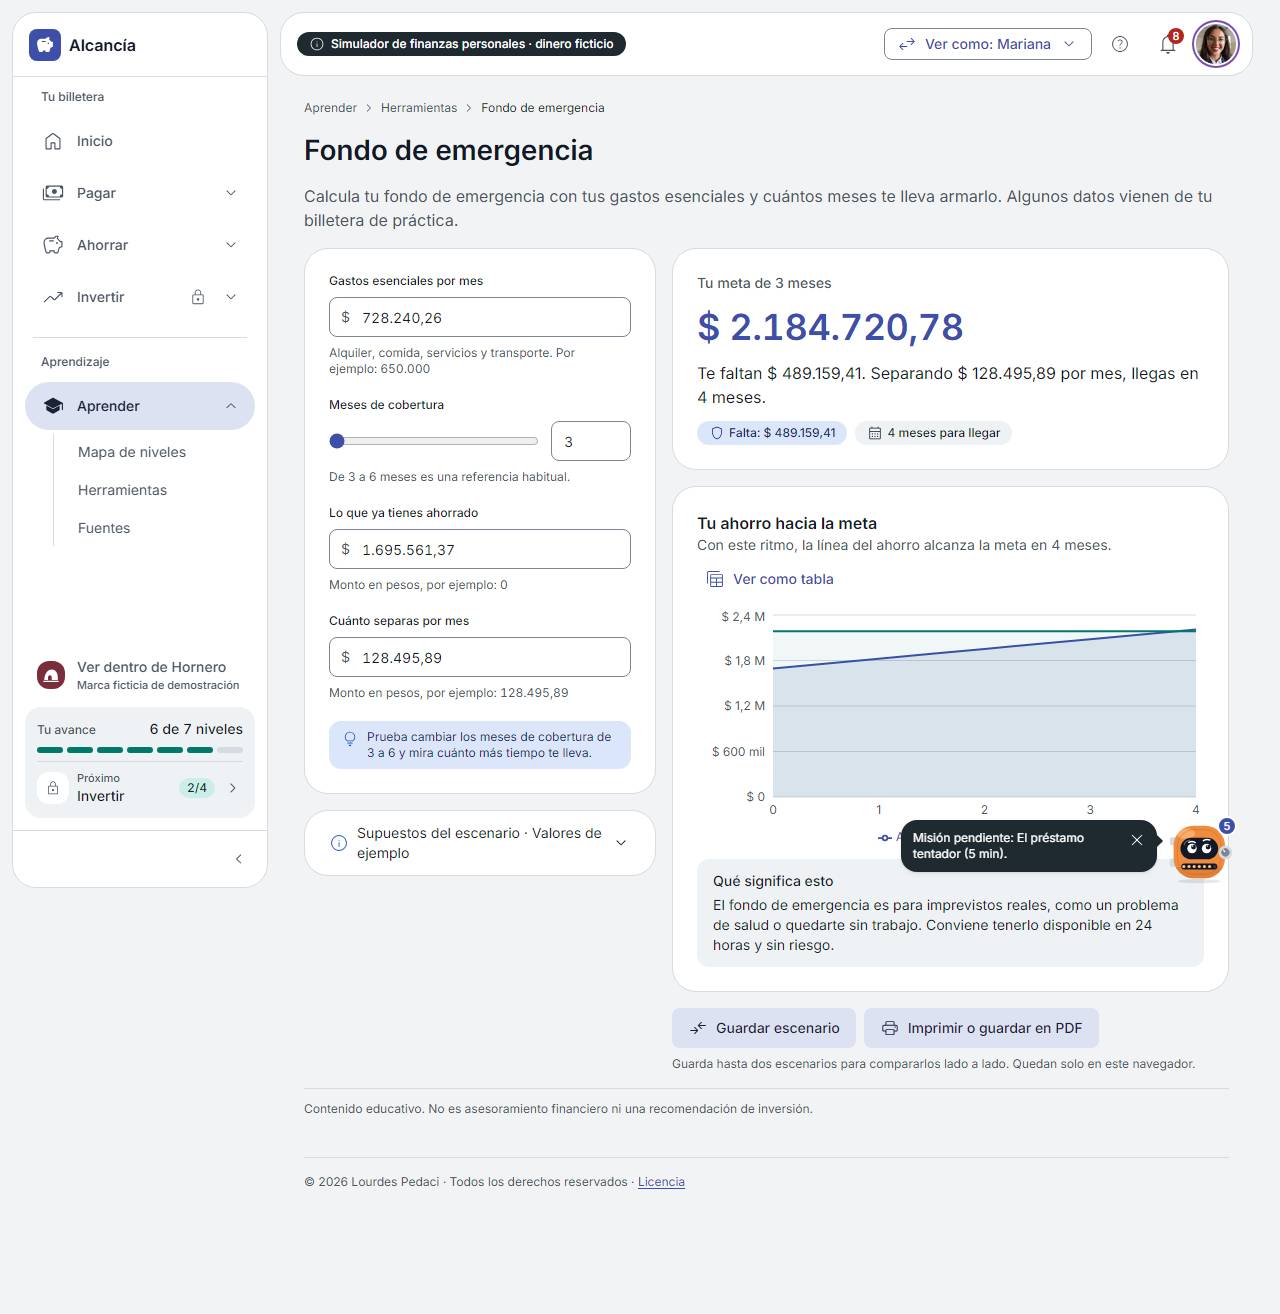 Alcancía
Simulador de finanzas personales · dinero ficticio
Ver como: Mariana
8
Tu billetera
Inicio
Pagar
Ahorrar
Invertir
Aprendizaje
Aprender
Mapa de niveles
Herramientas
Fuentes
Ver dentro de Hornero
Marca ficticia de demostración
Tu avance
6 de 7 niveles
Próximo
Invertir
2/4
Aprender
Herramientas
Fondo de emergencia
Fondo de emergencia
Calcula tu fondo de emergencia con tus gastos esenciales y cuántos meses te lleva armarlo. Algunos datos vienen de tu
billetera de práctica.
Gastos esenciales por mes
$ 728.240,26
Alquiler, comida, servicios y transporte. Por
ejemplo: 650.000
Meses de cobertura
3
De 3 a 6 meses es una referencia habitual.
Lo que ya tienes ahorrado
$ 1.695.561,37
Monto en pesos, por ejemplo: 0
Cuánto separas por mes
$ 128.495,89
Monto en pesos, por ejemplo: 128.495,89
Prueba cambiar los meses de cobertura de
3 a 6 y mira cuánto más tiempo te lleva.
Supuestos del escenario · Valores de
ejemplo
Tu meta de 3 meses
$ 2.184.720,78
Te faltan $ 489.159,41. Separando $ 128.495,89 por mes, llegas en
4 meses.
Falta: $ 489.159,41
4 meses para llegar
Tu ahorro hacia la meta
Con este ritmo, la línea del ahorro alcanza la meta en 4 meses.
Ver como tabla
$ 2,4 M
$ 1,8 M
$ 1,2 M
$ 600 mil
$ 0
0
1
2
3
4
Misión pendiente: El préstamo
tentador (5 min).
5
Qué significa esto
El fondo de emergencia es para imprevistos reales, como un problema
de salud o quedarte sin trabajo. Conviene tenerlo disponible en 24
horas y sin riesgo.
Guardar escenario
Imprimir o guardar en PDF
Guarda hasta dos escenarios para compararlos lado a lado. Quedan solo en este navegador.
Contenido educativo. No es asesoramiento financiero ni una recomendación de inversión.
© 2026 Lourdes Pedaci · Todos los derechos reservados · Licencia